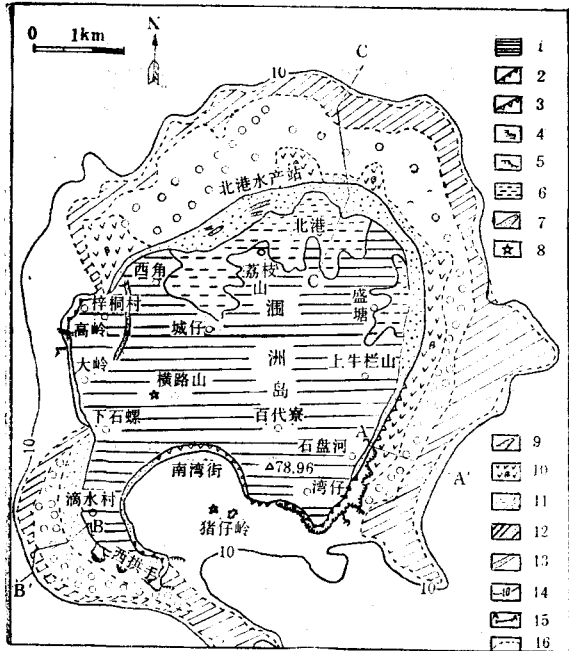 0 1km
N
C
10
1
2
3
4
5
6
7
8
北港水产站
北港
酉角
荔枝山
C
涠洲岛
盛塘
梓桐村
高岭
城仔
大岭
横路山
上牛栏山
下石螺
百代寮
A
石盘河
南湾街
△78.96
湾仔
A'
10
滴水村
B
猪仔岭
西拱手
10
B'
10
9
10
11
12
13
14
15
16